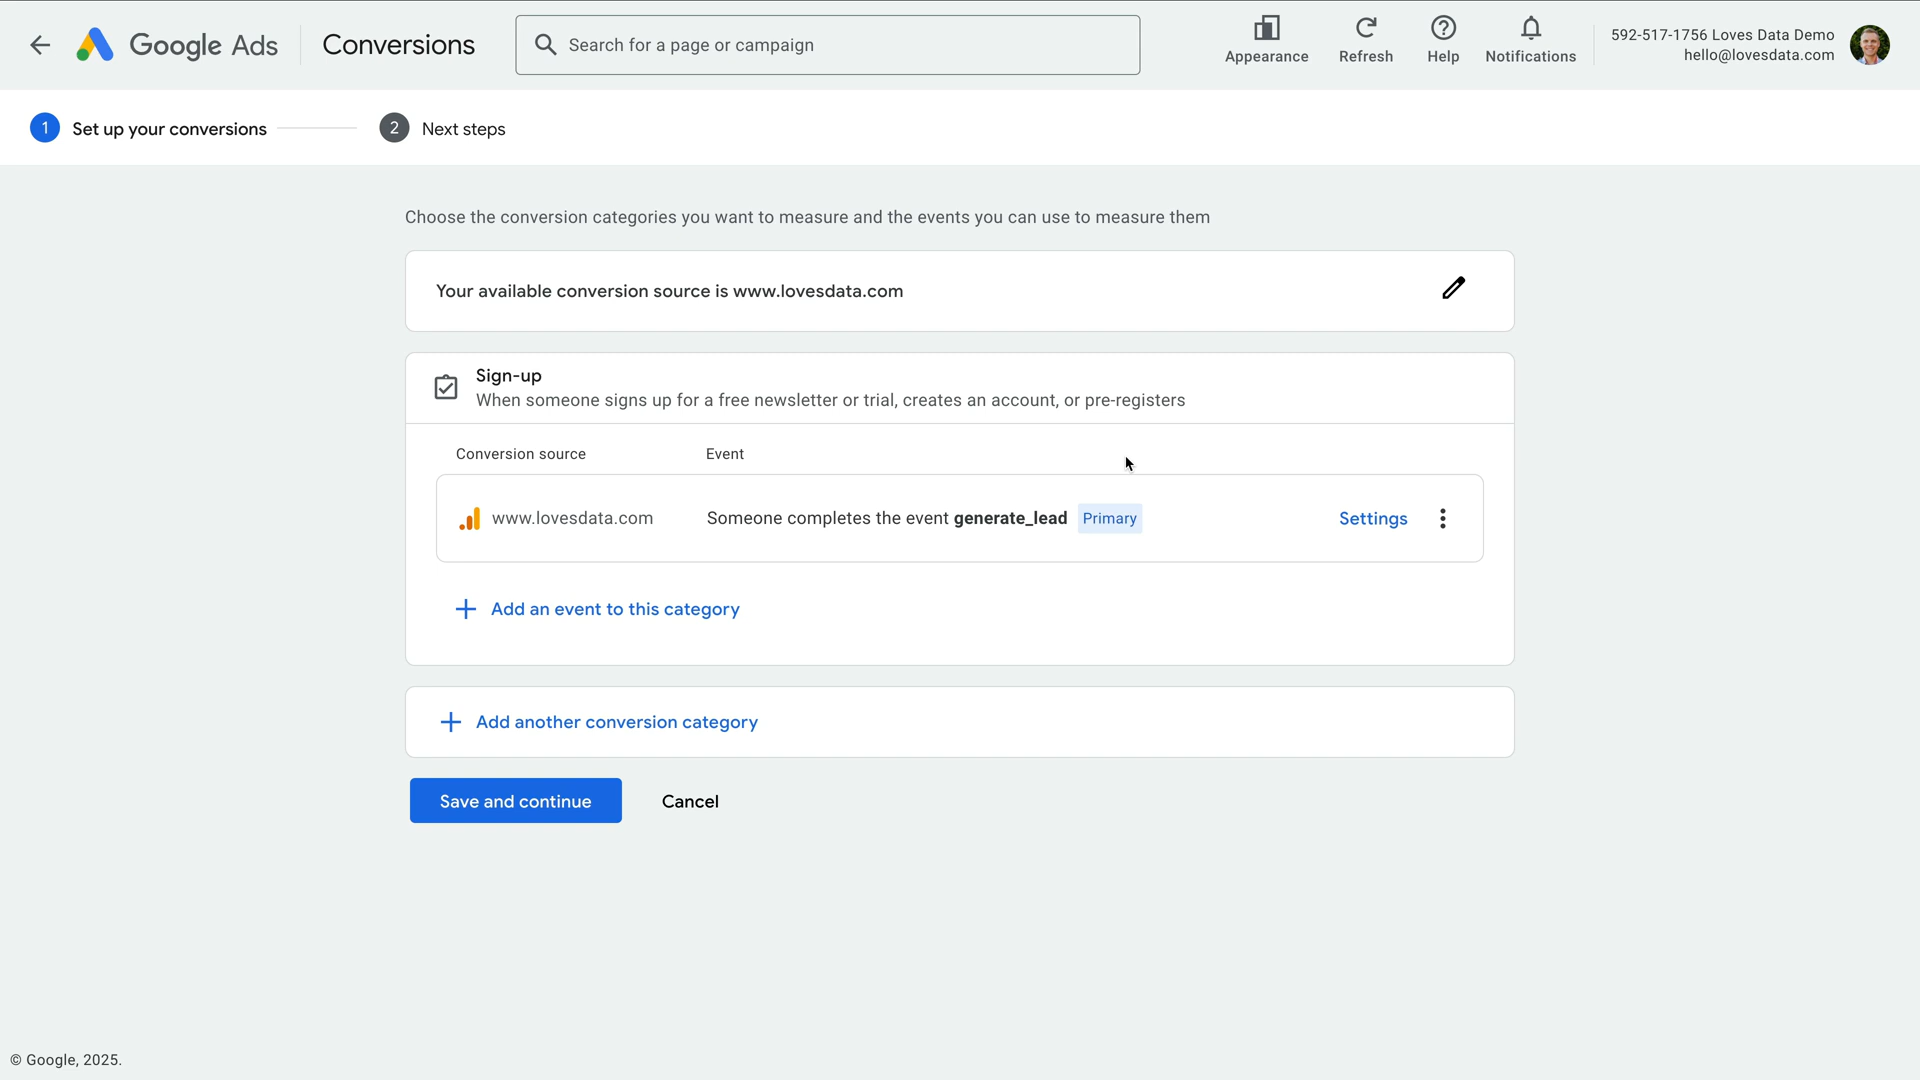 Google Ads
Conversions
Search for a page or campaign
Appearance
Refresh
Help
Notifications
592-517-1756 Loves Data Demo
hello@lovesdata.com
1 Set up your conversions
2 Next steps
Choose the conversion categories you want to measure and the events you can use to measure them
Your available conversion source is www.lovesdata.com
Sign-up
When someone signs up for a free newsletter or trial, creates an account, or pre-registers
Conversion source Event
www.lovesdata.com Someone completes the event generate_lead Primary Settings
Add an event to this category
Add another conversion category
Save and continue Cancel
© Google, 2025.